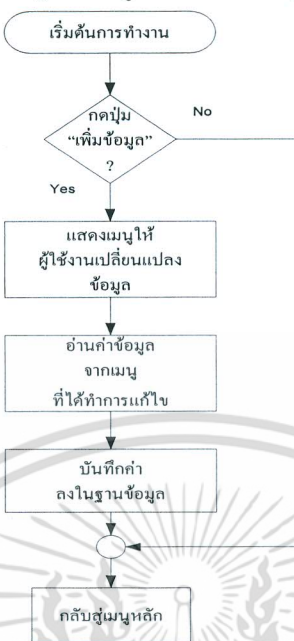 เริ่มต้นการทำงาน
กดปุ่ม
“เพิ่มข้อมูล”
?
No
Yes
แสดงเมนูให้
ผู้ใช้งานเปลี่ยนแปลง
ข้อมูล
อ่านค่าข้อมูล
จากเมนู
ที่ได้ทำการแก้ไข
บันทึกค่า
ลงในฐานข้อมูล
กลับสู่เมนูหลัก